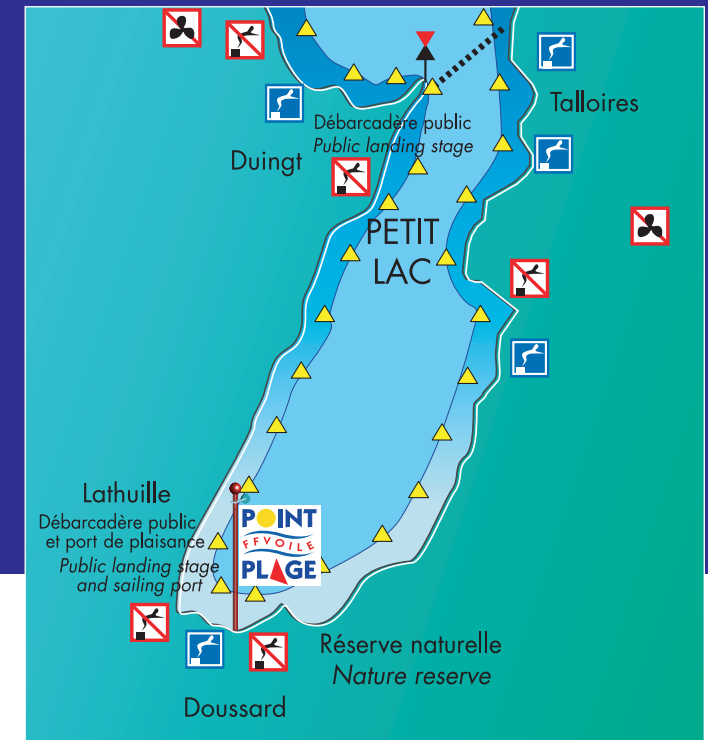 Talloires
Débarcadère public
Public landing stage
Duingt
PETIT
LAC
Lathuille
Débarcadère public
et port de plaisance
Public landing stage
and sailing port
POINT
FFVOILE
PLAGE
Réserve naturelle
Nature reserve
Doussard